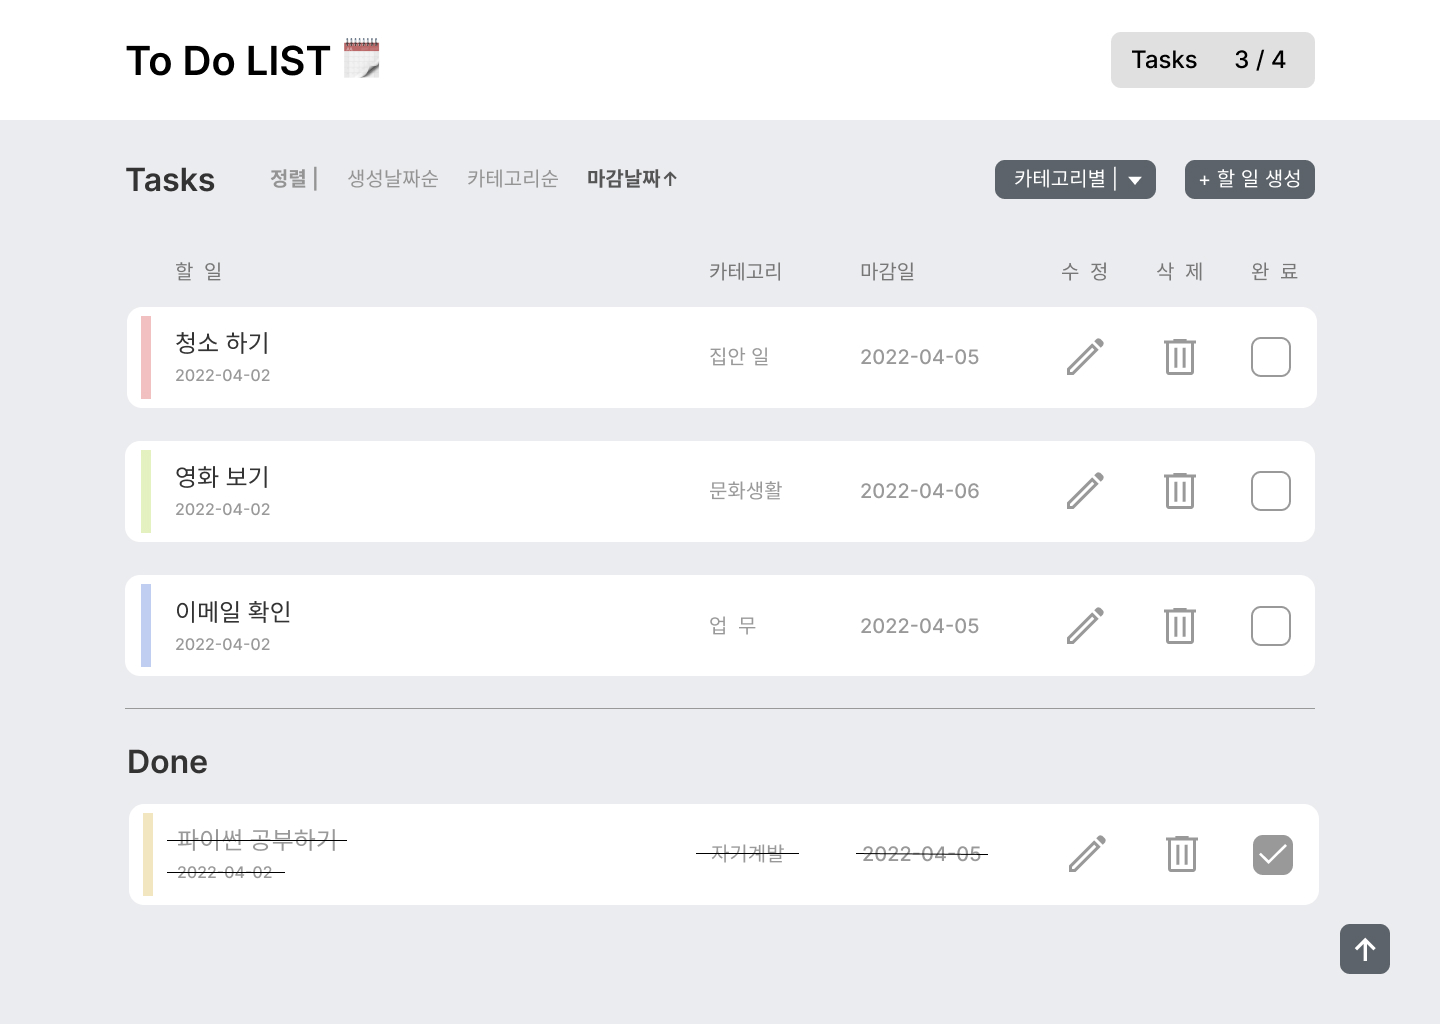 To Do LIST
Tasks 3 / 4
Tasks 정렬 | 생성날짜순 카테고리순 마감날짜↑ 카테고리별 | + 할 일 생성
할 일 카테고리 마감일 수 정 삭 제 완 료
청소 하기
2022-04-02
집안 일 2022-04-05
영화 보기
2022-04-02
문화생활 2022-04-06
이메일 확인
2022-04-02
업 무 2022-04-05
Done
파이썬 공부하기
2022-04-02
자기계발 2022-04-05